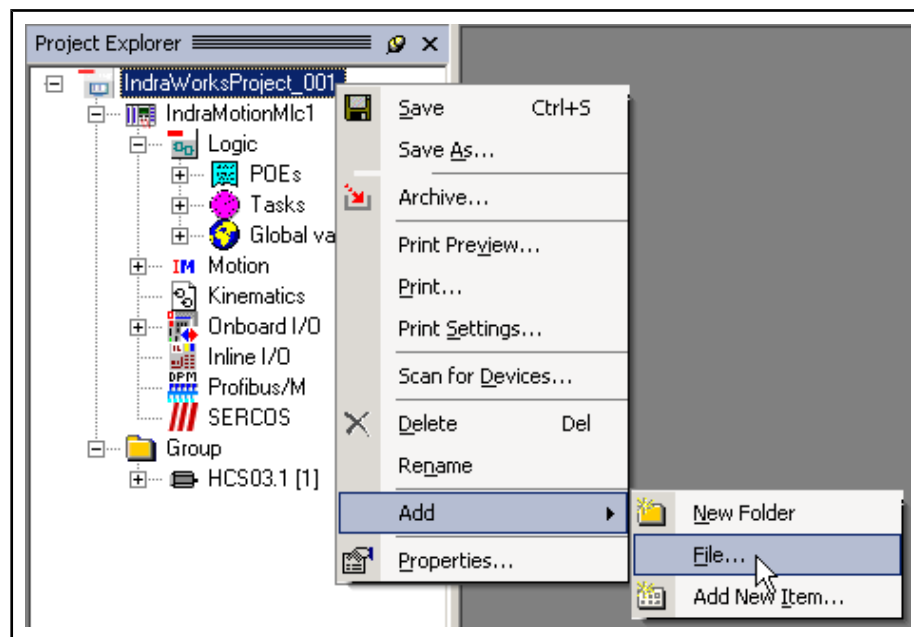 Project Explorer
IndraWorksProject_001
IndraMotionMlc1
Logic
POEs
Tasks
Global va
IM Motion
Kinematics
Onboard I/O
Inline I/O
DPM
Profibus/M
SERCOS
Group
HCS03.1 [1]
Save Ctrl+S
Save As...
Archive...
Print Preview...
Print...
Print Settings...
Scan for Devices...
Delete Del
Rename
Add
Properties...
New Folder
File...
Add New Item...